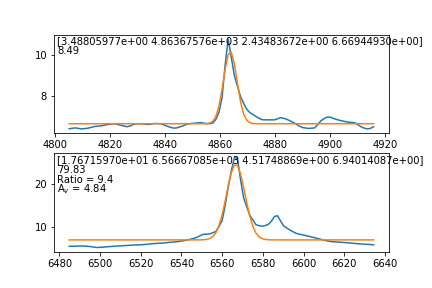 [3.48805977e+00 4.86367576e+03 2.43483672e+00 6.66944930e+00]
8.49
10
8
4800 4820 4840 4860 4880 4900 4920
[1.76715970e+01 6.56667085e+03 4.51748869e+00 6.94014087e+00]
79.83
Ratio = 9.4
Av = 4.84
20
10
6480 6500 6520 6540 6560 6580 6600 6620 6640